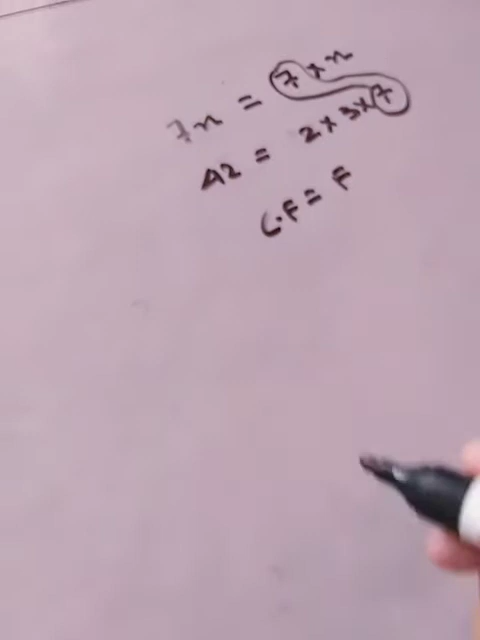 7x = 7 × x
42 = 2 × 3 × 7
C.F = 7